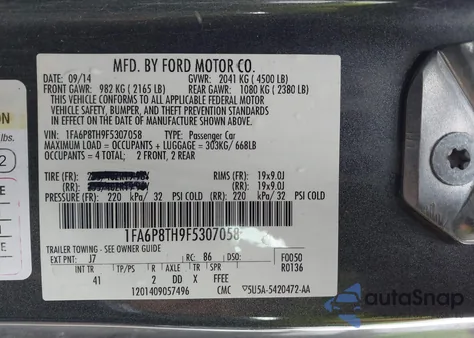 MFD. BY FORD MOTOR CO.
09/14 GVWR: 2041 KG ( 4500 LB)
FRONT GAWR: 982 KG ( 2165 LB) REAR GAWR: 1080 KG ( 2380 LB)
THIS VEHICLE CONFORMS TO ALL APPLICABLE FEDERAL MOTOR
VEHICLE SAFETY, BUMPER, AND THEFT PREVENTION STANDARDS
IN EFFECT ON THE DATE OF MANUFACTURE SHOWN ABOVE.
VIN: 1FA6P8TH9F5307058 TYPE: Passenger Car
MAXIMUM LOAD = OCCUPANTS + LUGGAGE = 303KG/ 668LB
OCCUPANTS = 4 TOTAL; 2 FRONT, 2 REAR
lbs.
2
TIRE (FR): RIMS (FR): 19x9.0J
(RR): (RR): 19x9.0J
PRESSURE (FR): 220 kPa/ 32 PSI COLD (RR): 220 kPa/ 32 PSI COLD
1FA6P8TH9F5307058
TRAILER TOWING - SEE OWNER GUIDE
EXT PNT: J7 RC: B6 DSO: F0050
R0136
INT TR TP/PS R AXLE TR SPR
41 2 DD X FFEE
1201409057496 CMC 5U5A-5420472-AA
autoSnap